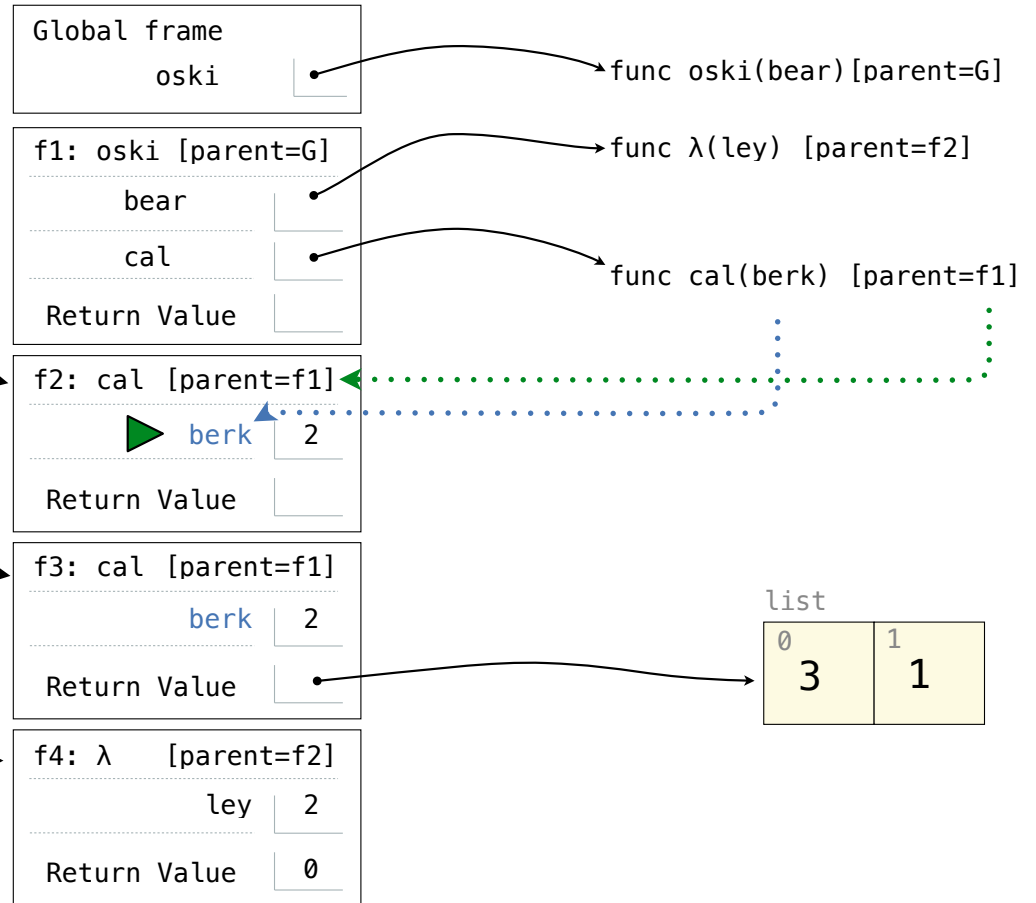 Global frame
oski
func oski(bear)[parent=G]
f1: oski [parent=G]
func λ(ley) [parent=f2]
bear
cal
func cal(berk) [parent=f1]
Return Value
f2: cal [parent=f1]
berk 2
Return Value
f3: cal [parent=f1]
list
berk 2
0 1
3 1
Return Value
f4: λ [parent=f2]
ley 2
Return Value 0